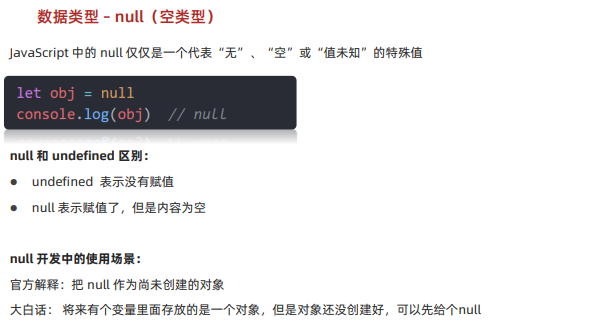 数据类型 – null（空类型）
JavaScript 中的 null 仅仅是一个代表“无”、“空”或“值未知”的特殊值
let obj = null
console.log(obj) // null
null 和 undefined 区别：
● undefined 表示没有赋值
● null 表示赋值了，但是内容为空
null 开发中的使用场景：
官方解释：把 null 作为尚未创建的对象
大白话： 将来有个变量里面存放的是一个对象，但是对象还没创建好，可以先给个null